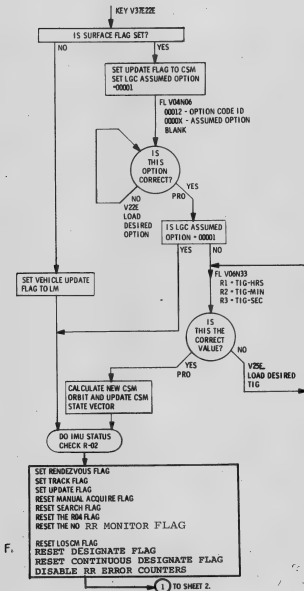 KEY V37E22E
IS SURFACE FLAG SET?
NO
YES
SET UPDATE FLAG TO CSM
SET LGC ASSUMED OPTION
=00001
FL V04N06
00012 - OPTION CODE ID
0000X - ASSUMED OPTION
BLANK
IS
THIS
OPTION
CORRECT?
NO
V22E
LOAD
DESIRED
OPTION
YES
PRO
IS LGC ASSUMED
OPTION = 00001
YES
NO
FL V06N33
R1 = TIG-HRS
R2 = TIG-MIN
R3 = TIG-SEC
SET VEHICLE UPDATE
FLAG TO LM
IS
THIS THE
CORRECT
VALUE?
YES
PRO
NO
V25E,
LOAD DESIRED
TIG
CALCULATE NEW CSM
ORBIT AND UPDATE CSM
STATE VECTOR
DO IMU STATUS
CHECK R-02
SET RENDEZVOUS FLAG
SET TRACK FLAG
SET UPDATE FLAG
RESET MANUAL ACQUIRE FLAG
RESET SEARCH FLAG
RESET THE R04 FLAG
RESET THE NO RR MONITOR FLAG
RESET LOSCM FLAG
F. RESET DESIGNATE FLAG
RESET CONTINUOUS DESIGNATE FLAG
DISABLE RR ERROR COUNTERS
1 TO SHEET 2.